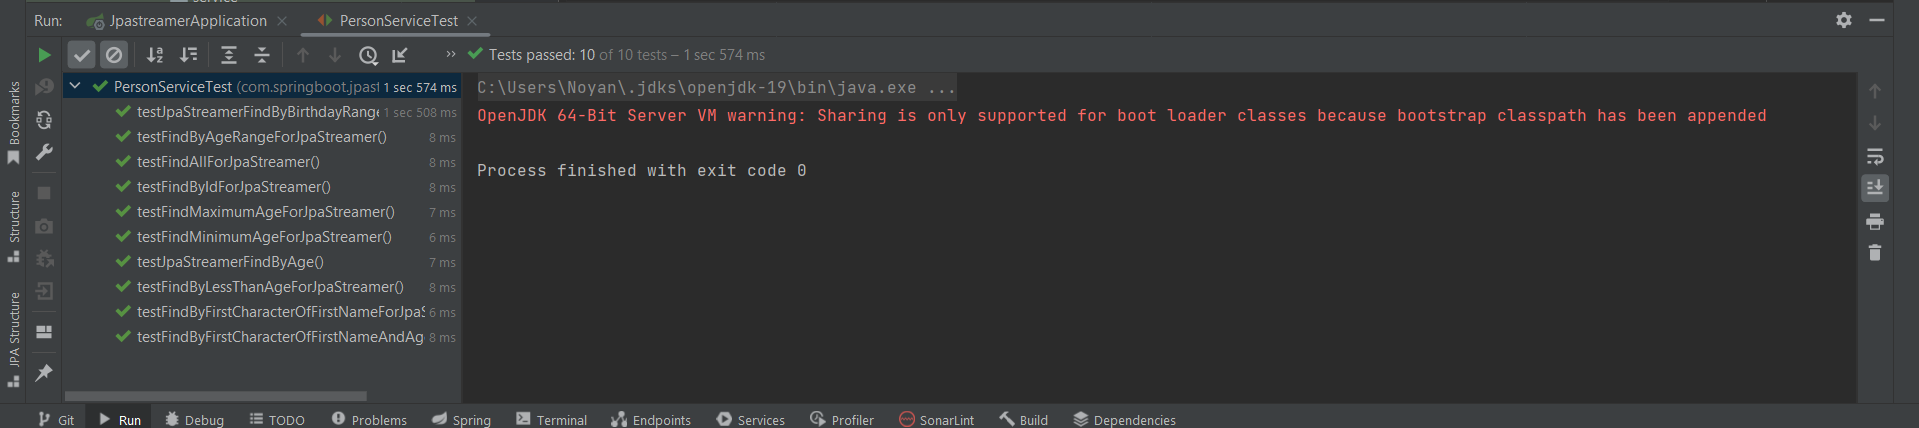 service
Run: JpastreamerApplication PersonServiceTest
Tests passed: 10 of 10 tests – 1 sec 574 ms
PersonServiceTest (com.springboot.jpast 1 sec 574 ms
testJpaStreamerFindByBirthdayRange 1 sec 508 ms
testFindByAgeRangeForJpaStreamer() 8 ms
testFindAllForJpaStreamer() 8 ms
testFindByIdForJpaStreamer() 8 ms
testFindMaximumAgeForJpaStreamer() 7 ms
testFindMinimumAgeForJpaStreamer() 6 ms
testJpaStreamerFindByAge() 7 ms
testFindByLessThanAgeForJpaStreamer() 8 ms
testFindByFirstCharacterOfFirstNameForJpaS 6 ms
testFindByFirstCharacterOfFirstNameAndAg 8 ms
C:\Users\Noyan\.jdks\openjdk-19\bin\java.exe ...
OpenJDK 64-Bit Server VM warning: Sharing is only supported for boot loader classes because bootstrap classpath has been appended
Process finished with exit code 0
Bookmarks
Structure
JPA Structure
Git Run Debug TODO Problems Spring Terminal Endpoints Services Profiler SonarLint Build Dependencies